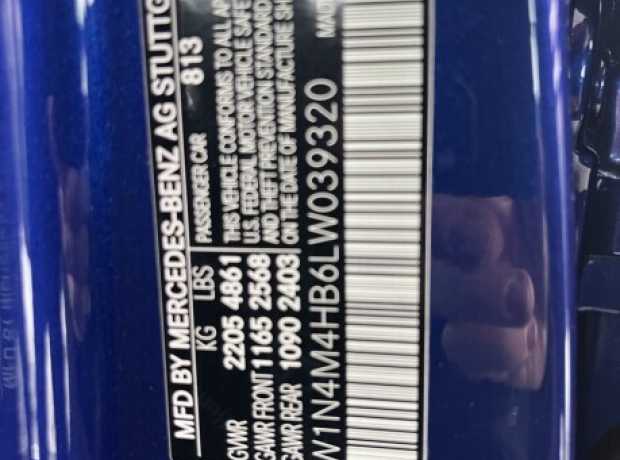 MFD BY MERCEDES-BENZ AG STUTTG
KG LBS PASSENGER CAR 813
GVWR 2205 4861 THIS VEHICLE CONFORMS TO ALL AP
GAWR FRONT 1165 2568 U.S. FEDERAL MOTOR VEHICLE SAFE
GAWR REAR 1090 2403 AND THEFT PREVENTION STANDARD
ON THE DATE OF MANUFACTURE SH
W1N4M4HB6LW039320 MAD